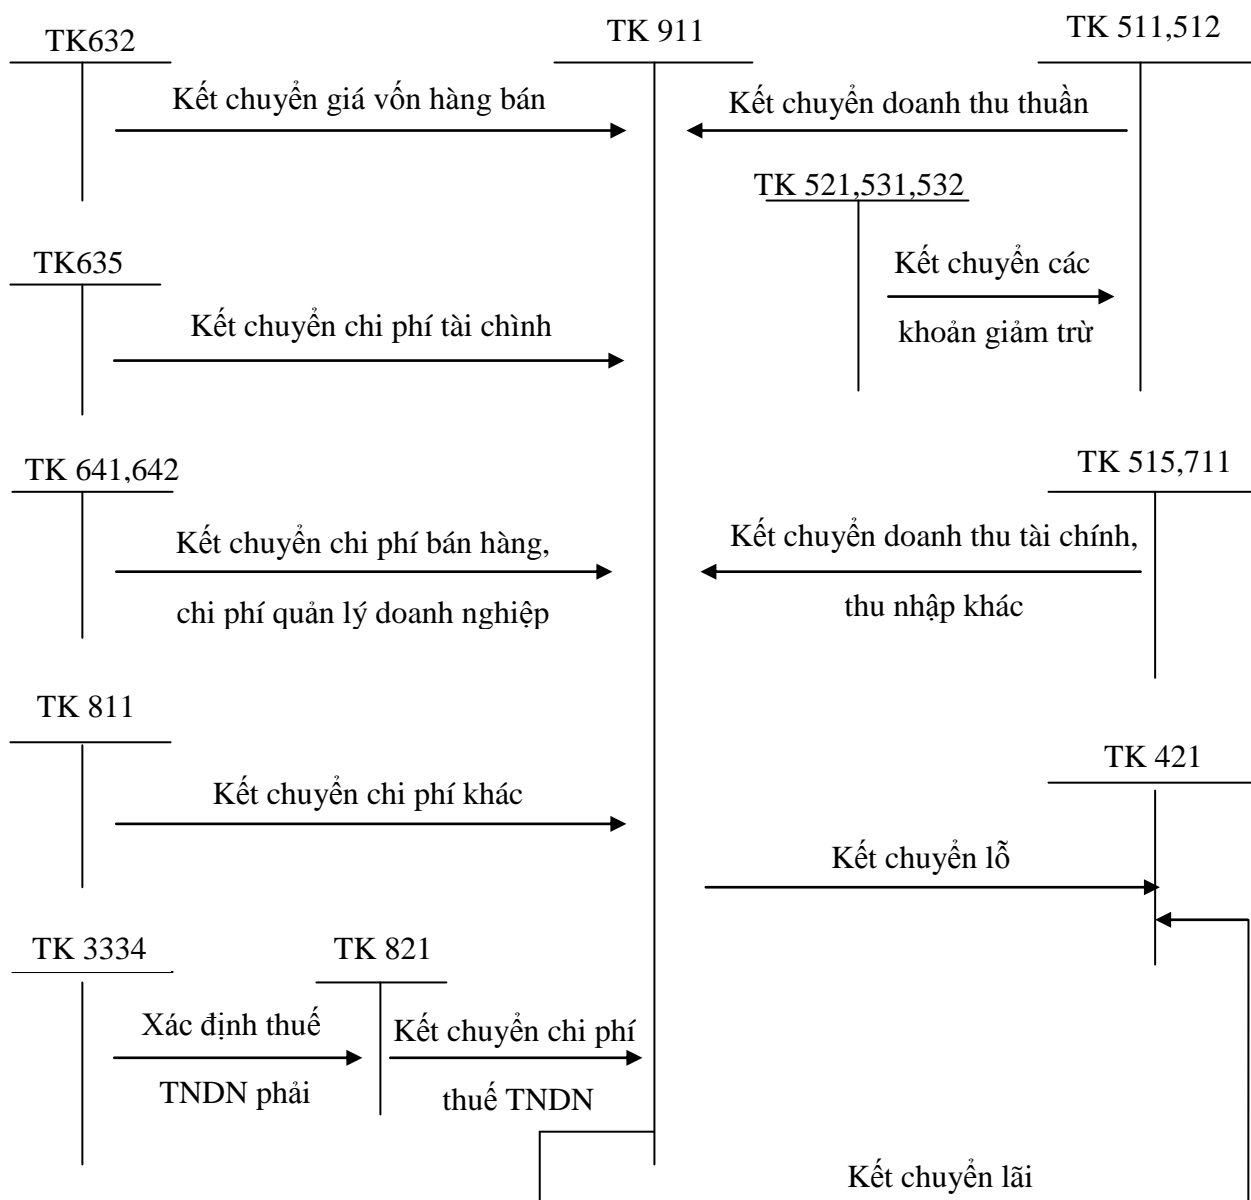 TK632
TK 911
TK 511,512
Kết chuyển giá vốn hàng bán
Kết chuyển doanh thu thuần
TK 521,531,532
TK635
Kết chuyển các
khoản giảm trừ
Kết chuyển chi phí tài chình
TK 641,642
TK 515,711
Kết chuyển chi phí bán hàng,
chi phí quản lý doanh nghiệp
Kết chuyển doanh thu tài chính,
thu nhập khác
TK 811
TK 421
Kết chuyển chi phí khác
Kết chuyển lỗ
TK 3334
TK 821
Xác định thuế
TNDN phải
Kết chuyển chi phí
thuế TNDN
Kết chuyển lãi